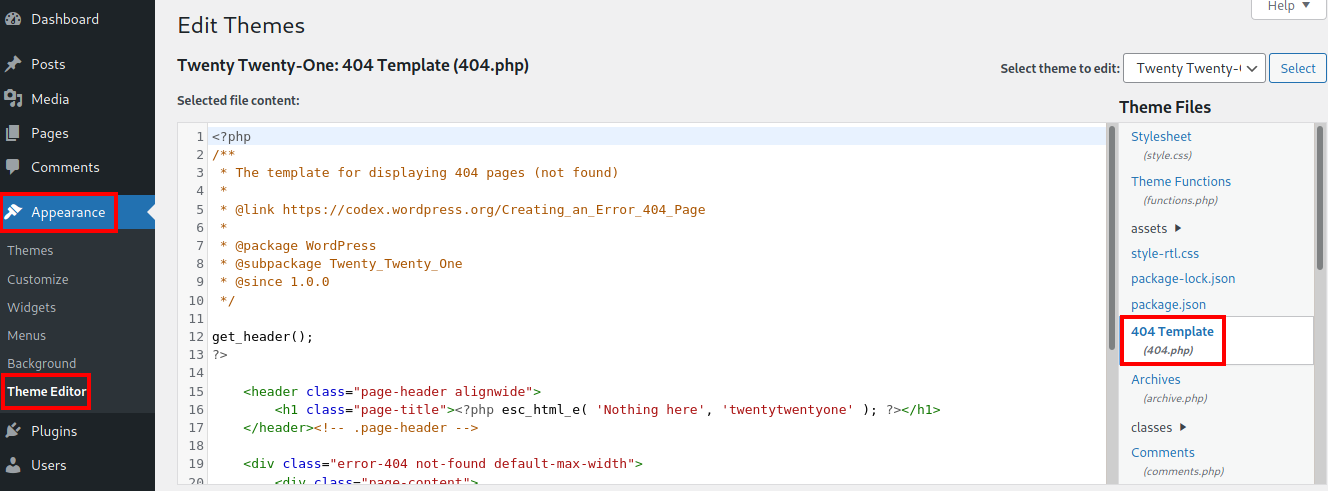 Dashboard
Posts
Media
Pages
Comments
Appearance
Themes
Customize
Widgets
Menus
Background
Theme Editor
Plugins
Users
Help ▼
Edit Themes
Twenty Twenty-One: 404 Template (404.php)
Select theme to edit:
Twenty Twenty-
Select
Selected file content:
1 <?php
2 /**
3  * The template for displaying 404 pages (not found)
4  *
5  * @link https://codex.wordpress.org/Creating_an_Error_404_Page
6  *
7  * @package WordPress
8  * @subpackage Twenty_Twenty_One
9  * @since 1.0.0
10  */
11
12 get_header();
13 ?>
14
15     <header class="page-header alignwide">
16         <h1 class="page-title"><?php esc_html_e( 'Nothing here', 'twentytwentyone' ); ?></h1>
17     </header><!-- .page-header -->
18
19     <div class="error-404 not-found default-max-width">
20         <div class="page-content">
Theme Files
Stylesheet
(style.css)
Theme Functions
(functions.php)
assets ▶
style-rtl.css
package-lock.json
package.json
404 Template
(404.php)
Archives
(archive.php)
classes ▶
Comments
(comments.php)